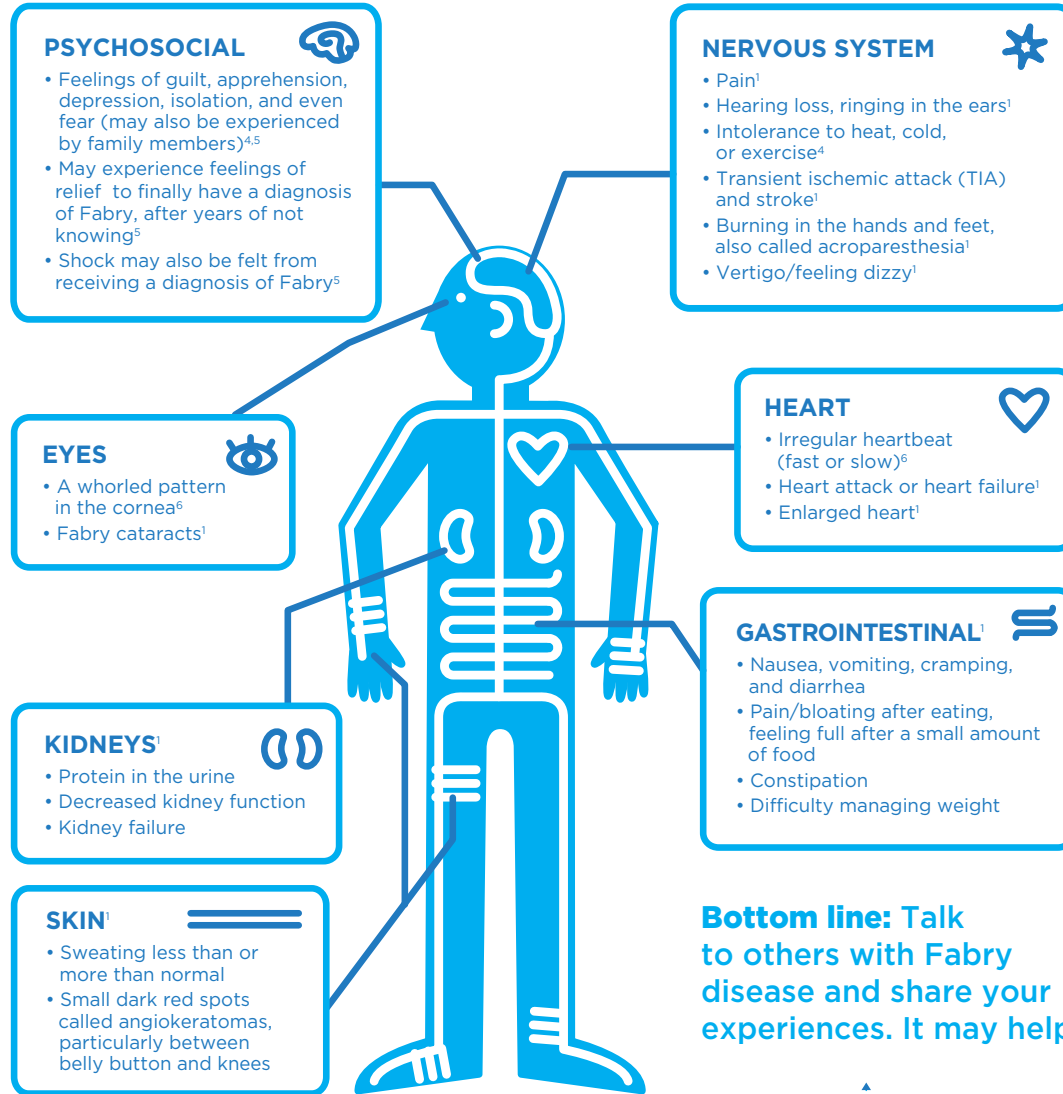 PSYCHOSOCIAL
• Feelings of guilt, apprehension,
depression, isolation, and even
fear (may also be experienced
by family members)⁴,⁵
• May experience feelings of
relief to finally have a diagnosis
of Fabry, after years of not
knowing⁵
• Shock may also be felt from
receiving a diagnosis of Fabry⁵
NERVOUS SYSTEM
• Pain¹
• Hearing loss, ringing in the ears¹
• Intolerance to heat, cold,
or exercise⁴
• Transient ischemic attack (TIA)
and stroke¹
• Burning in the hands and feet,
also called acroparesthesia¹
• Vertigo/feeling dizzy¹
EYES
• A whorled pattern
in the cornea⁶
• Fabry cataracts¹
HEART
• Irregular heartbeat
(fast or slow)⁶
• Heart attack or heart failure¹
• Enlarged heart¹
GASTROINTESTINAL¹
• Nausea, vomiting, cramping,
and diarrhea
• Pain/bloating after eating,
feeling full after a small amount
of food
• Constipation
• Difficulty managing weight
KIDNEYS¹
• Protein in the urine
• Decreased kidney function
• Kidney failure
SKIN¹
• Sweating less than or
more than normal
• Small dark red spots
called angiokeratomas,
particularly between
belly button and knees
Bottom line: Talk
to others with Fabry
disease and share your
experiences. It may help